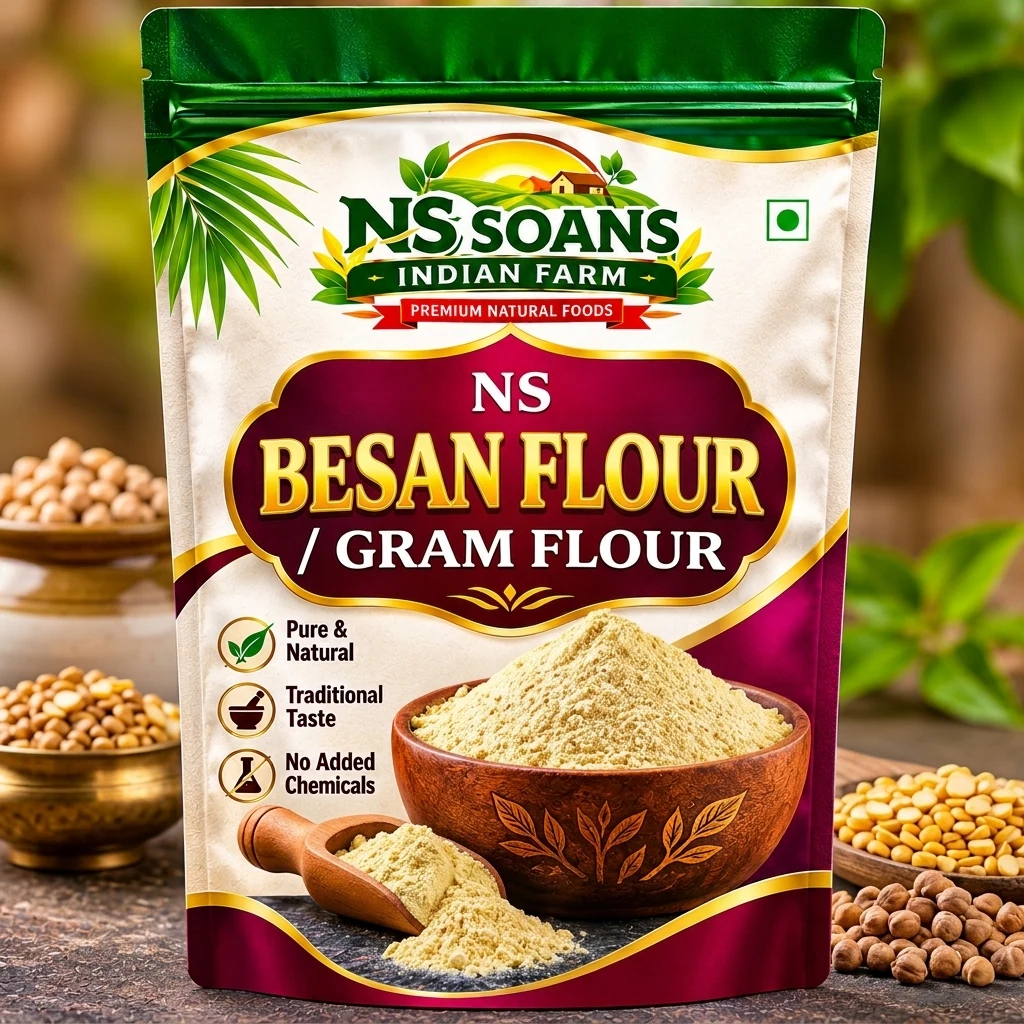 NS SOANS
INDIAN FARM
PREMIUM NATURAL FOODS
NS
BESAN FLOUR
/ GRAM FLOUR
Pure &
Natural
Traditional
Taste
No Added
Chemicals